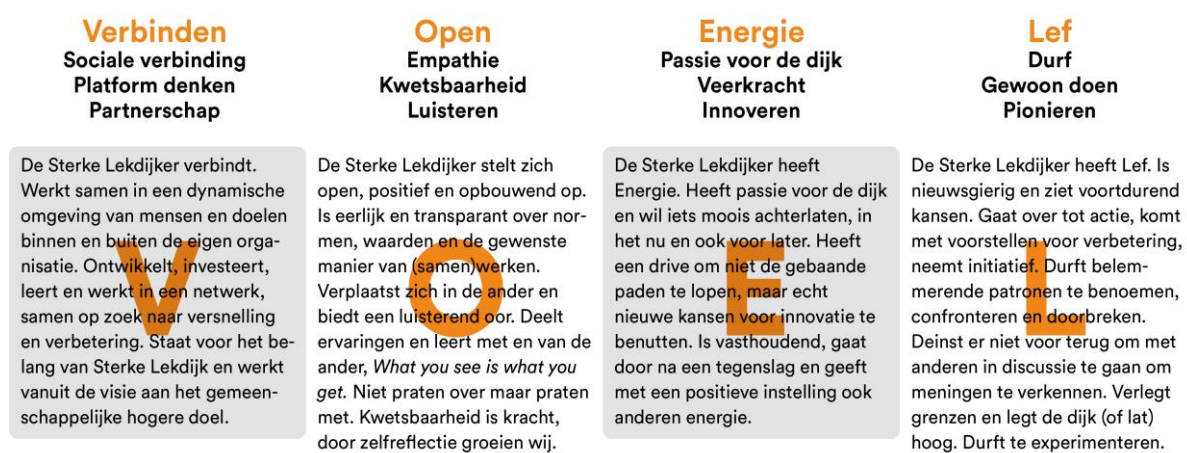 Verbinden
Sociale verbinding
Platform denken
Partnerschap
De Sterke Lekdijker verbindt.
Werkt samen in een dynamische
omgeving van mensen en doelen
binnen en buiten de eigen orga-
nisatie. Ontwikkelt, investeert,
leert en werkt in een netwerk,
samen op zoek naar versnelling
en verbetering. Staat voor het be-
lang van Sterke Lekdijk en werkt
vanuit de visie aan het gemeen-
schappelijke hogere doel.
V
Open
Empathie
Kwetsbaarheid
Luisteren
De Sterke Lekdijker stelt zich
open, positief en opbouwend op.
Is eerlijk en transparant over nor-
men, waarden en de gewenste
manier van (samen)werken.
Verplaatst zich in de ander en
biedt een luisterend oor. Deelt
ervaringen en leert met en van de
ander, What you see is what you
get. Niet praten over maar praten
met. Kwetsbaarheid is kracht,
door zelfreflectie groeien wij.
O
Energie
Passie voor de dijk
Veerkracht
Innoveren
De Sterke Lekdijker heeft
Energie. Heeft passie voor de dijk
en wil iets moois achterlaten, in
het nu en ook voor later. Heeft
een drive om niet de gebaande
paden te lopen, maar echt
nieuwe kansen voor innovatie te
benutten. Is vasthoudend, gaat
door na een tegenslag en geeft
met een positieve instelling ook
anderen energie.
E
Lef
Durf
Gewoon doen
Pionieren
De Sterke Lekdijker heeft Lef. Is
nieuwsgierig en ziet voortdurend
kansen. Gaat over tot actie, komt
met voorstellen voor verbetering,
neemt initiatief. Durft belem-
merende patronen te benoemen,
confronteren en doorbreken.
Deinst er niet voor terug om met
anderen in discussie te gaan om
meningen te verkennen. Verlegt
grenzen en legt de dijk (of lat)
hoog. Durft te experimenteren.
L